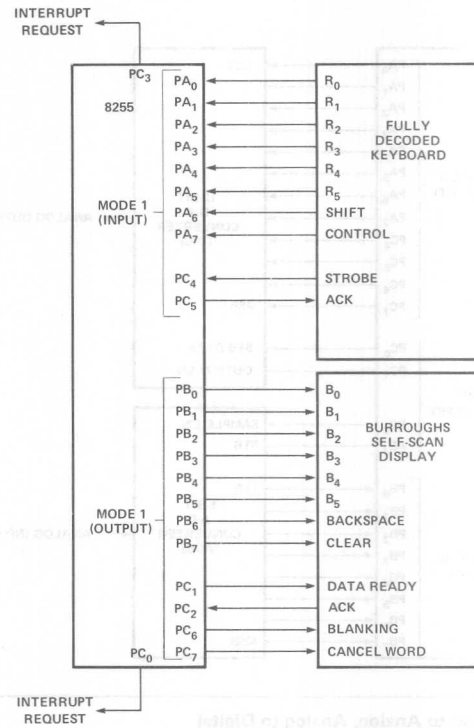 INTERRUPT
REQUEST
PC3
8255
MODE 1
(INPUT)
PA0
PA1
PA2
PA3
PA4
PA5
PA6
PA7
PC4
PC5
R0
R1
R2
R3
R4
R5
SHIFT
CONTROL
STROBE
ACK
FULLY
DECODED
KEYBOARD
MODE 1
(OUTPUT)
PB0
PB1
PB2
PB3
PB4
PB5
PB6
PB7
PC1
PC2
PC6
PC7
B0
B1
B2
B3
B4
B5
BACKSPACE
CLEAR
DATA READY
ACK
BLANKING
CANCEL WORD
BURROUGHS
SELF-SCAN
DISPLAY
PC0
INTERRUPT
REQUEST